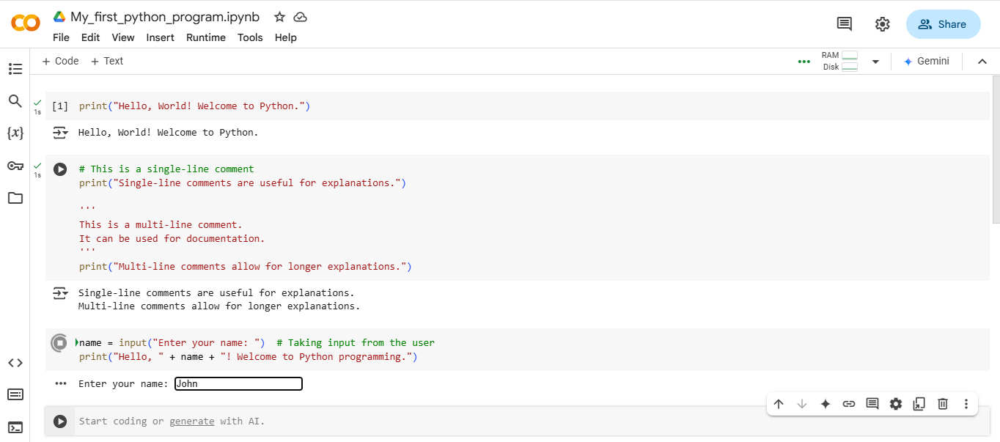 My_first_python_program.ipynb
File Edit View Insert Runtime Tools Help
Share
+ Code + Text
RAM
Disk
Gemini
1s
[1] print("Hello, World! Welcome to Python.")
Hello, World! Welcome to Python.
1s
# This is a single-line comment
print("Single-line comments are useful for explanations.")
'''
This is a multi-line comment.
It can be used for documentation.
'''
print("Multi-line comments allow for longer explanations.")
Single-line comments are useful for explanations.
Multi-line comments allow for longer explanations.
name = input("Enter your name: ")  # Taking input from the user
print("Hello, " + name + "! Welcome to Python programming.")
Enter your name: John
Start coding or generate with AI.